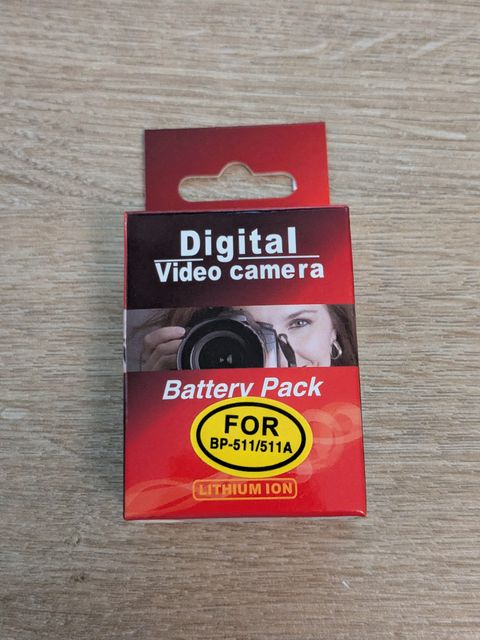 Digital
Video camera
Battery Pack
FOR
BP-511/511A
LITHIUM ION